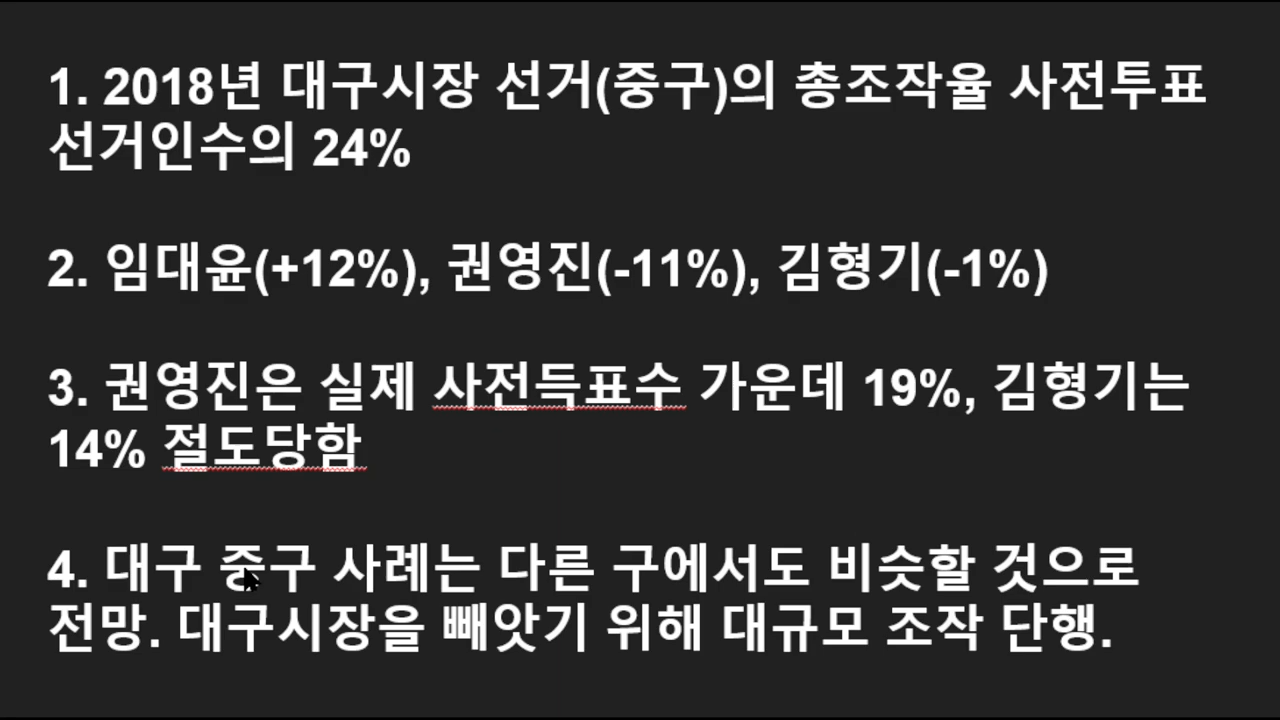 1. 2018년 대구시장 선거(중구)의 총조작율 사전투표
선거인수의 24%
2. 임대윤(+12%), 권영진(-11%), 김형기(-1%)
3. 권영진은 실제 사전득표수 가운데 19%, 김형기는
14% 절도당함
4. 대구 중구 사례는 다른 구에서도 비슷할 것으로
전망. 대구시장을 빼앗기 위해 대규모 조작 단행.